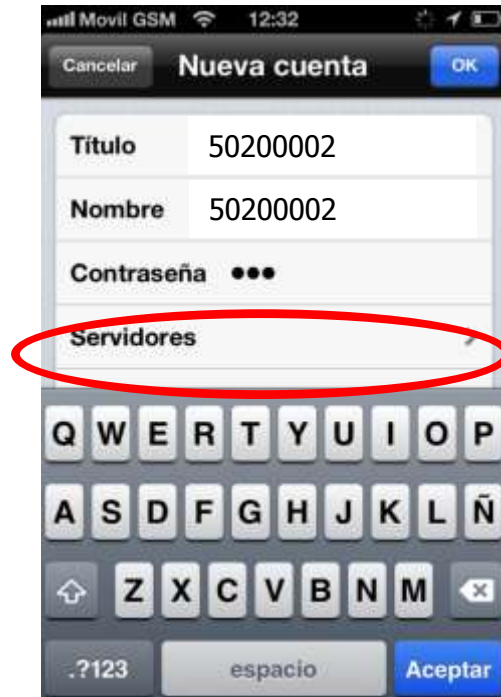 Movil GSM 12:32
Cancelar Nueva cuenta OK
Título 50200002
Nombre 50200002
Contraseña •••
Servidores
Q W E R T Y U I O P
A S D F G H J K L Ñ
Z X C V B N M
.?123 espacio Aceptar